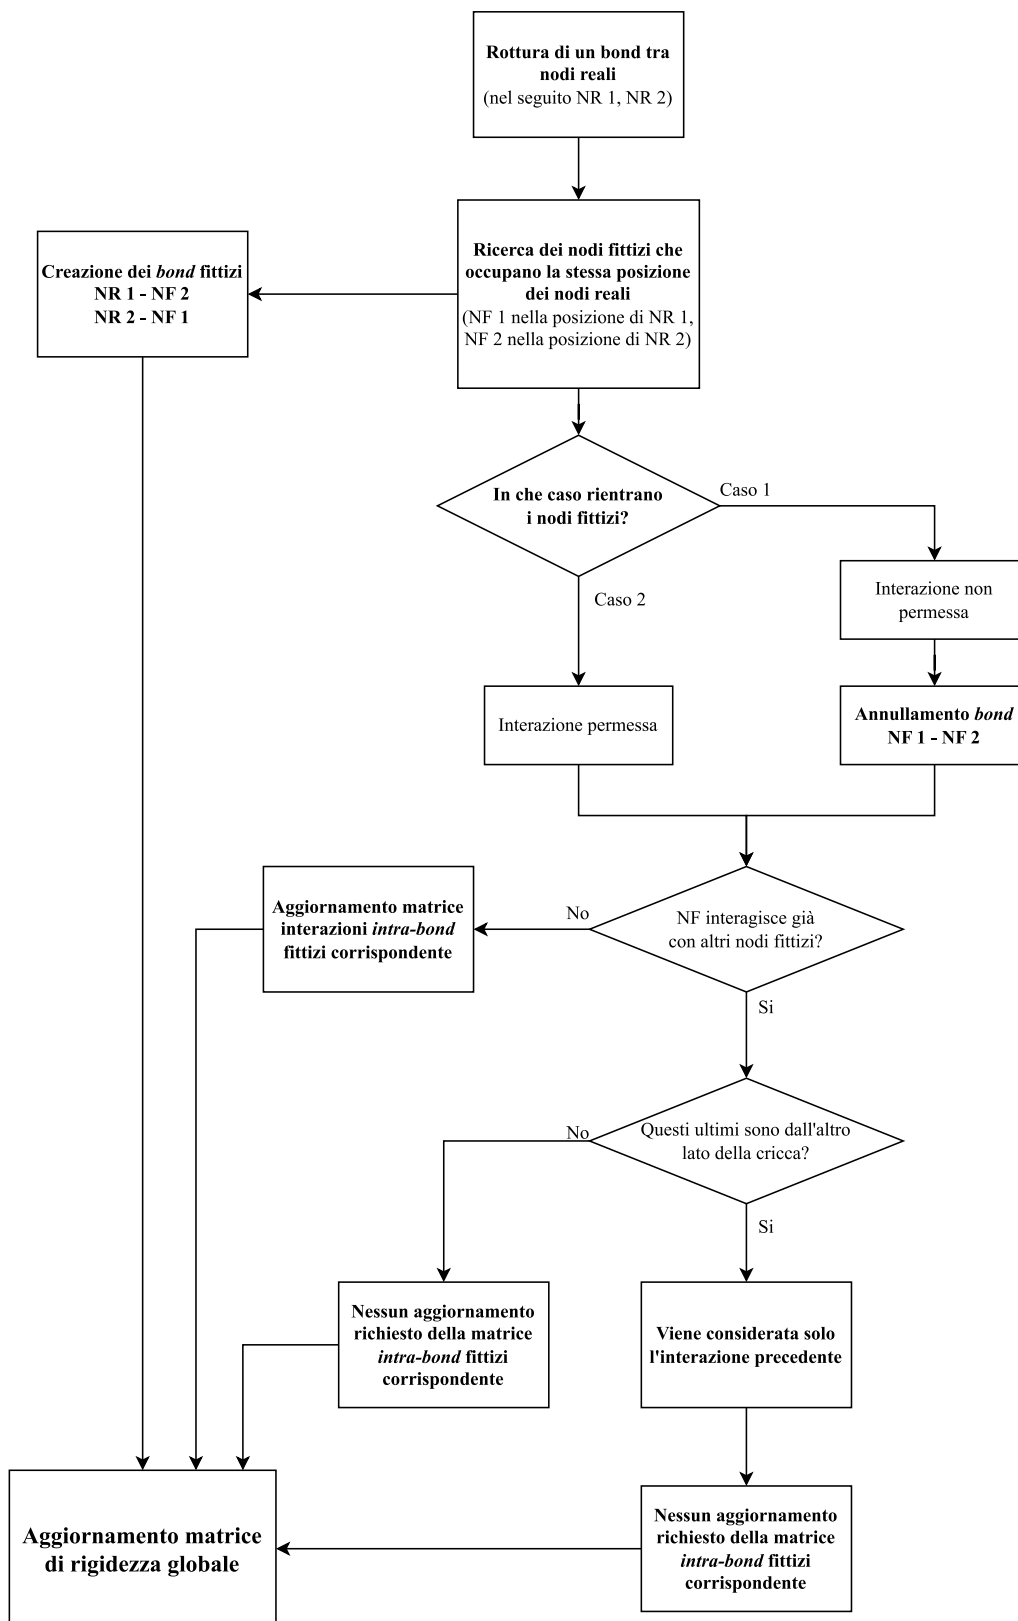 Rottura di un bond tra
nodi reali
(nel seguito NR 1, NR 2)
Ricerca dei nodi fittizi che
occupano la stessa posizione
dei nodi reali
(NF 1 nella posizione di NR 1,
NF 2 nella posizione di NR 2)
Creazione dei bond fittizi
NR 1 - NF 2
NR 2 - NF 1
In che caso rientrano
i nodi fittizi?
Caso 1
Caso 2
Interazione non
permessa
Interazione permessa
Annullamento bond
NF 1 - NF 2
NF interagisce già
con altri nodi fittizi?
No
Aggiornamento matrice
interazioni intra-bond
fittizi corrispondente
Si
Questi ultimi sono dall'altro
lato della cricca?
No
Si
Nessun aggiornamento
richiesto della matrice
intra-bond fittizi
corrispondente
Viene considerata solo
l'interazione precedente
Nessun aggiornamento
richiesto della matrice
intra-bond fittizi
corrispondente
Aggiornamento matrice
di rigidezza globale